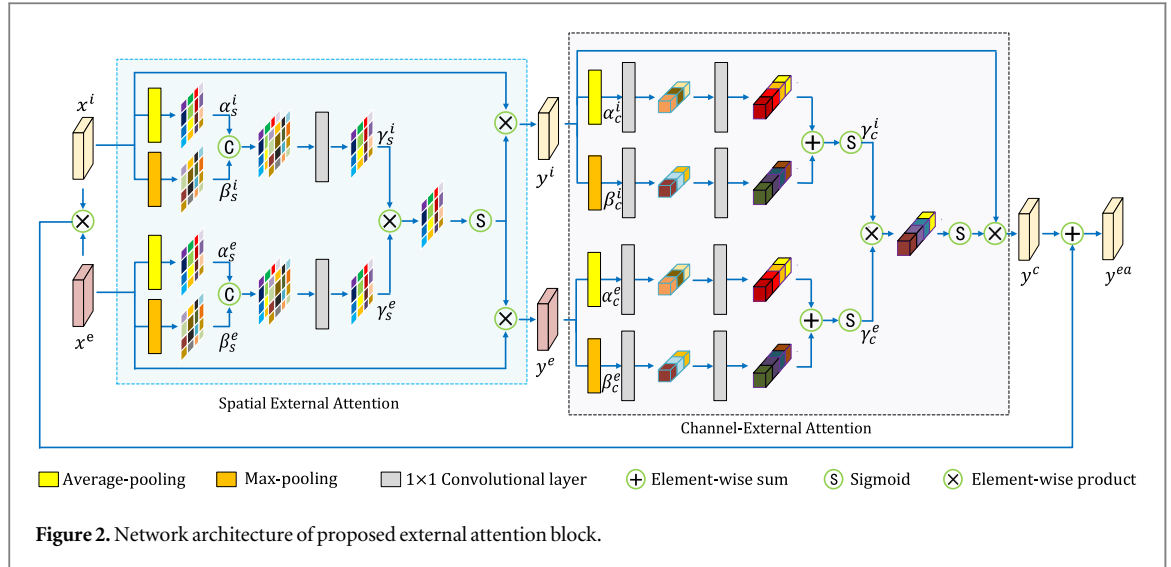 x^i
x^e
α_s^i
β_s^i
C
γ_s^i
α_s^e
β_s^e
C
γ_s^e
×
×
S
×
×
y^i
y^e
Spatial External Attention
α_c^i
β_c^i
+
S
γ_c^i
α_c^e
β_c^e
+
S
γ_c^e
×
S
×
y^c
+
y^ea
Channel-External Attention
Average-pooling
Max-pooling
1×1 Convolutional layer
+ Element-wise sum
S Sigmoid
× Element-wise product
Figure 2. Network architecture of proposed external attention block.